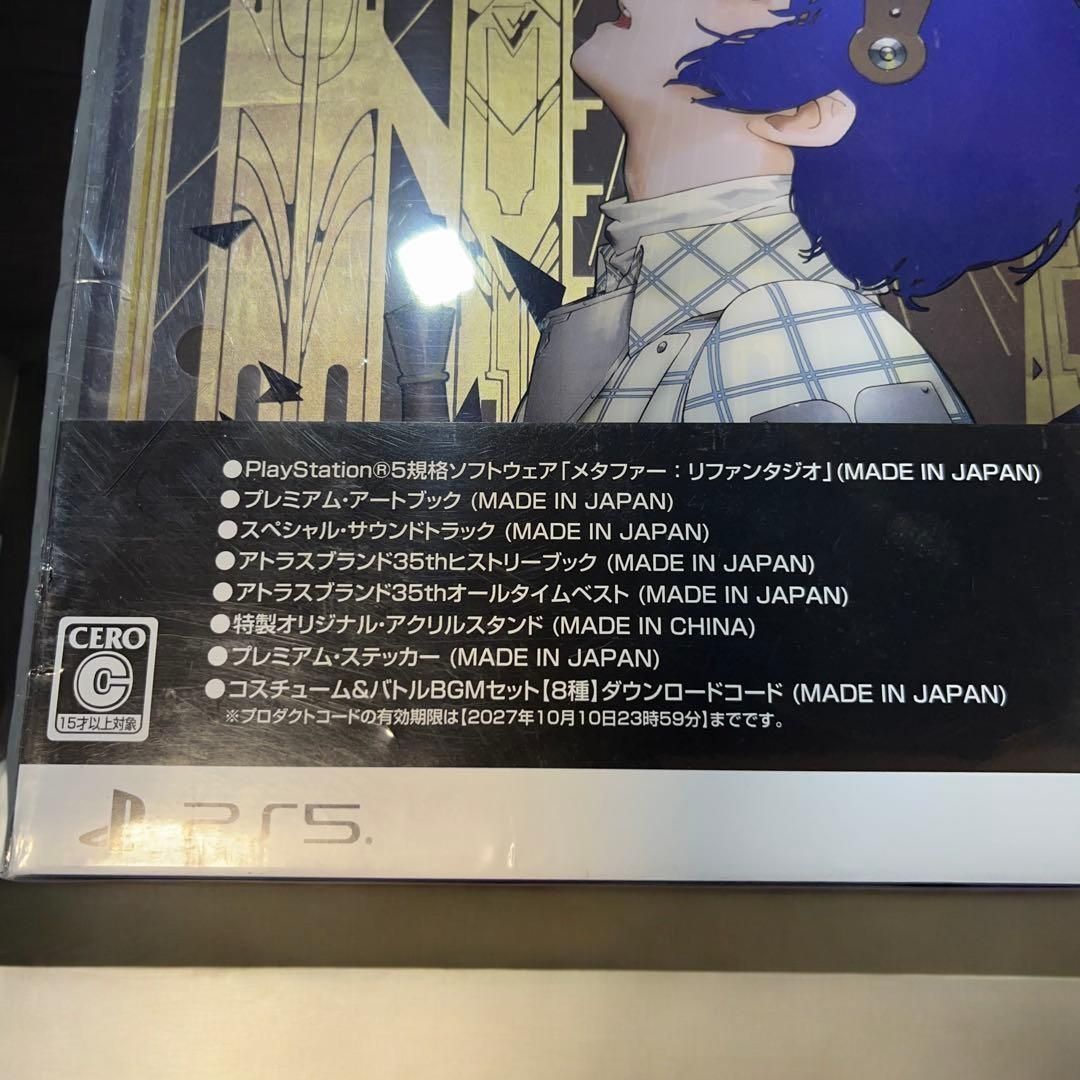 ●PlayStation®5規格ソフトウェア「メタファー：リファンタジオ」(MADE IN JAPAN)
●プレミアム・アートブック (MADE IN JAPAN)
●スペシャル・サウンドトラック (MADE IN JAPAN)
●アトラスブランド35thヒストリーブック (MADE IN JAPAN)
●アトラスブランド35thオールタイムベスト (MADE IN JAPAN)
●特製オリジナル・アクリルスタンド (MADE IN CHINA)
●プレミアム・ステッカー (MADE IN JAPAN)
●コスチューム&バトルBGMセット【8種】ダウンロードコード (MADE IN JAPAN)
※プロダクトコードの有効期限は【2027年10月10日23時59分】までです。
CERO
C
15才以上対象
PS5.